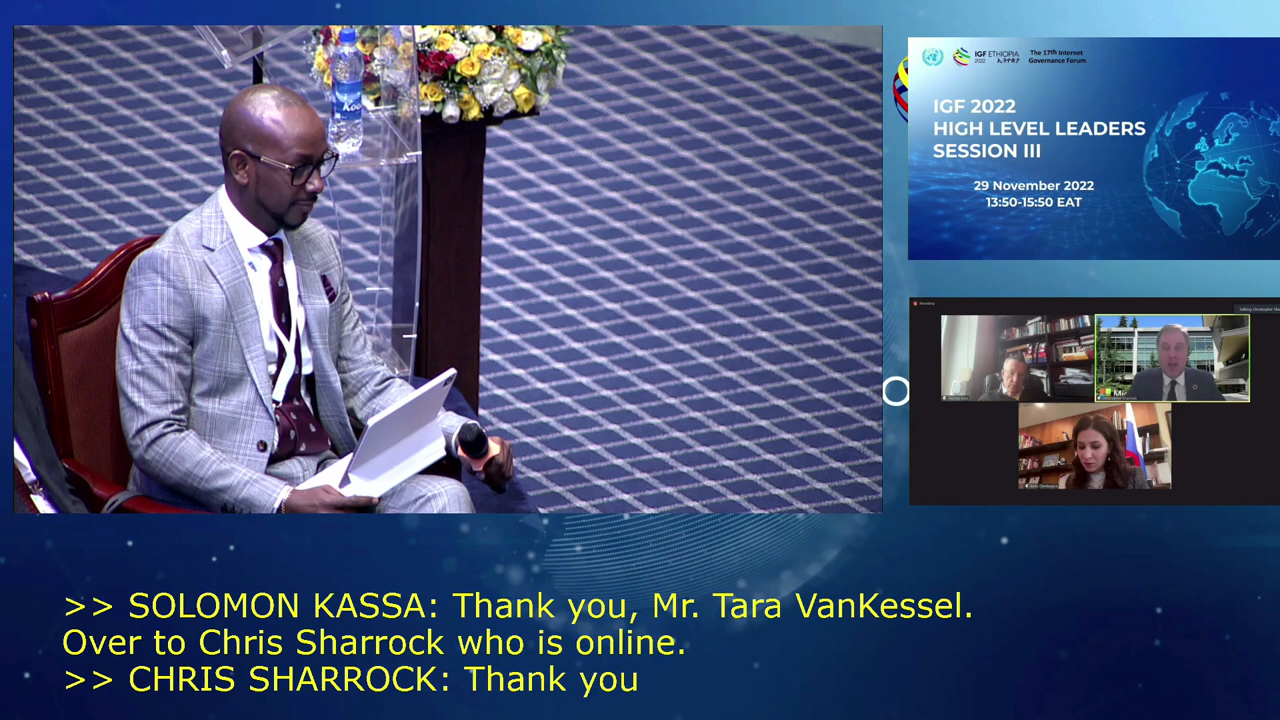 IGF ETHIOPIA
2022 ኢትዮጵያ
The 17th Internet
Governance Forum
IGF 2022
HIGH LEVEL LEADERS
SESSION III
29 November 2022
13:50-15:50 EAT
O
>> SOLOMON KASSA: Thank you, Mr. Tara VanKessel.
Over to Chris Sharrock who is online.
>> CHRIS SHARROCK: Thank you